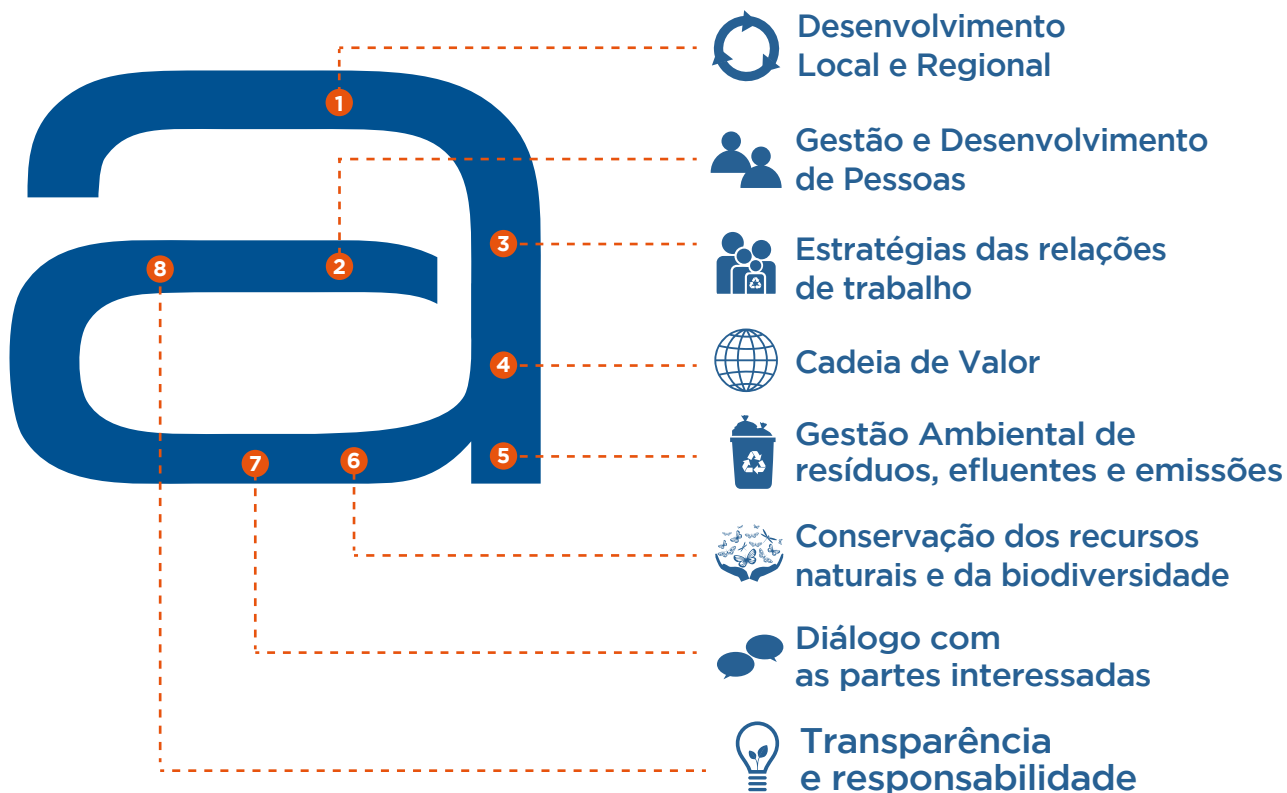 1
Desenvolvimento
Local e Regional
2
Gestão e Desenvolvimento
de Pessoas
3
Estratégias das relações
de trabalho
4
Cadeia de Valor
5
Gestão Ambiental de
resíduos, efluentes e emissões
6
Conservação dos recursos
naturais e da biodiversidade
7
Diálogo com
as partes interessadas
8
Transparência
e responsabilidade